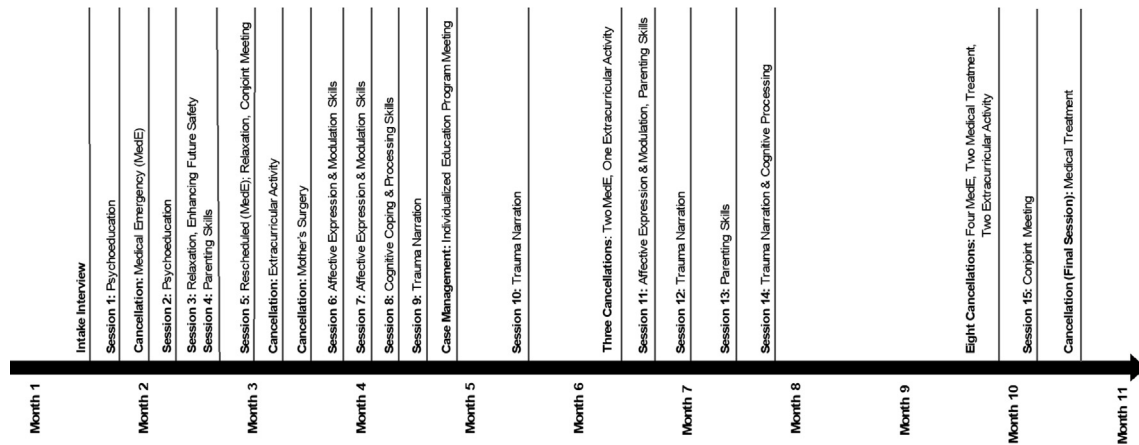 Intake Interview
Session 1: Psychoeducation
Cancellation: Medical Emergency (MedE)
Session 2: Psychoeducation
Session 3: Relaxation, Enhancing Future Safety
Session 4: Parenting Skills
Session 5: Rescheduled (MedE); Relaxation, Conjoint Meeting
Cancellation: Extracurricular Activity
Cancellation: Mother's Surgery
Session 6: Affective Expression & Modulation Skills
Session 7: Affective Expression & Modulation Skills
Session 8: Cognitive Coping & Processing Skills
Session 9: Trauma Narration
Case Management: Individualized Education Program Meeting
Session 10: Trauma Narration
Three Cancellations: Two MedE, One Extracurricular Activity
Session 11: Affective Expression & Modulation, Parenting Skills
Session 12: Trauma Narration
Session 13: Parenting Skills
Session 14: Trauma Narration & Cognitive Processing
Eight Cancellations: Four MedE, Two Medical Treatment,
Two Extracurricular Activity
Session 15: Conjoint Meeting
Cancellation (Final Session): Medical Treatment
Month 1
Month 2
Month 3
Month 4
Month 5
Month 6
Month 7
Month 8
Month 9
Month 10
Month 11